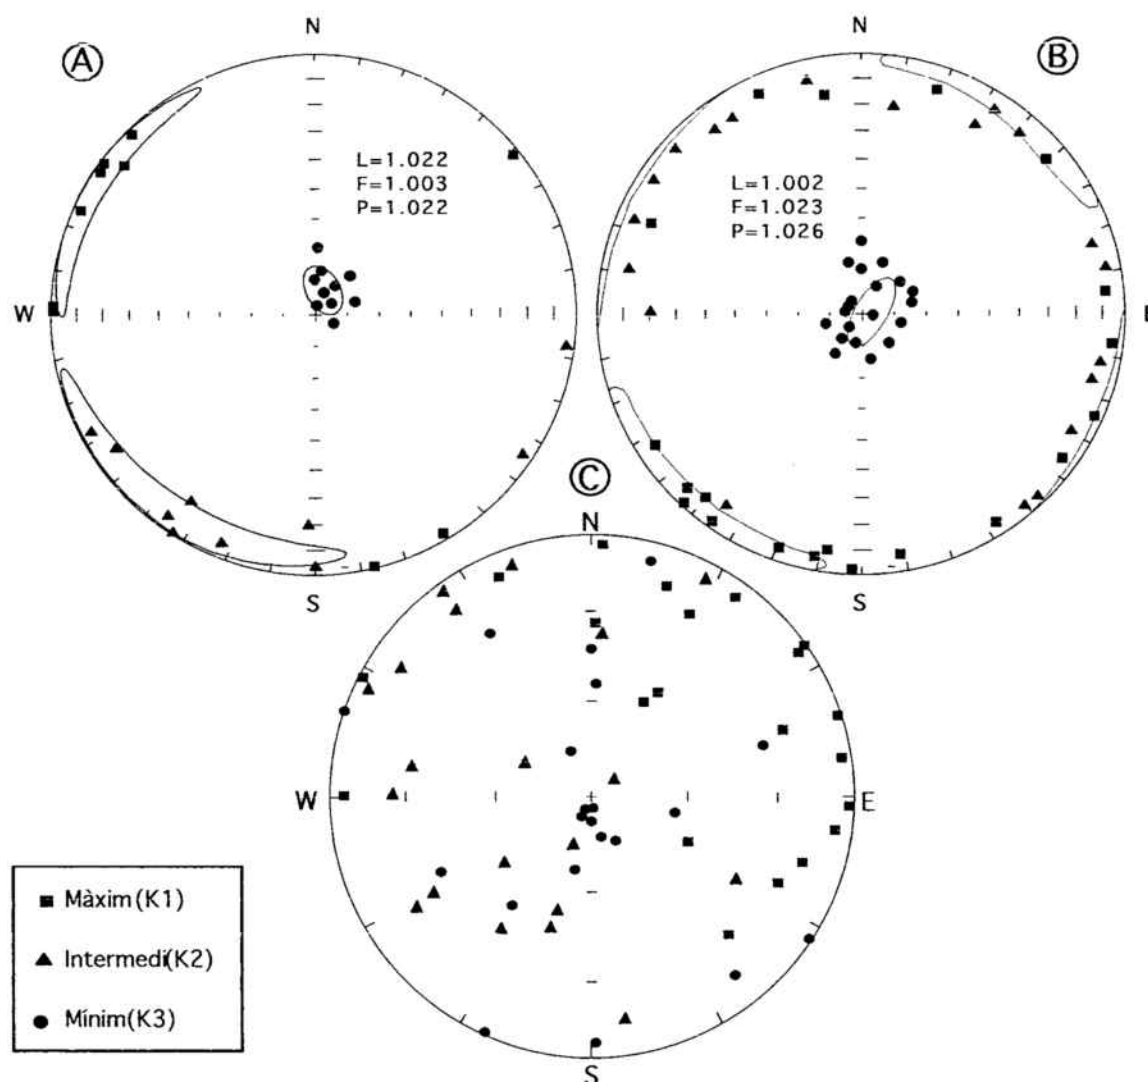 A
N
L=1.022
F=1.003
P=1.022
W
S
B
N
L=1.002
F=1.023
P=1.026
E
S
C
N
W
E
S
Màxim(K1)
Intermedi(K2)
Mínim(K3)